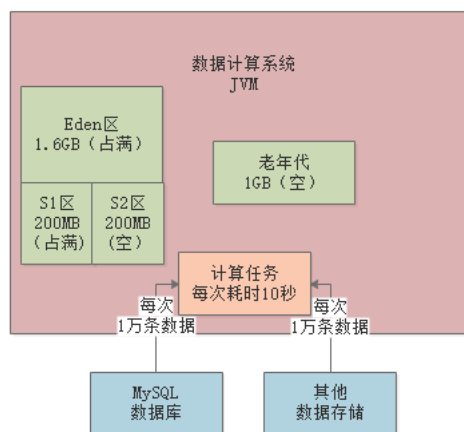 数据计算系统
JVM
Eden区
1.6GB（占满）
S1区
200MB
（占满）
S2区
200MB
（空）
老年代
1GB（空）
计算任务
每次耗时10秒
每次
1万条数据
每次
1万条数据
MySQL
数据库
其他
数据存储